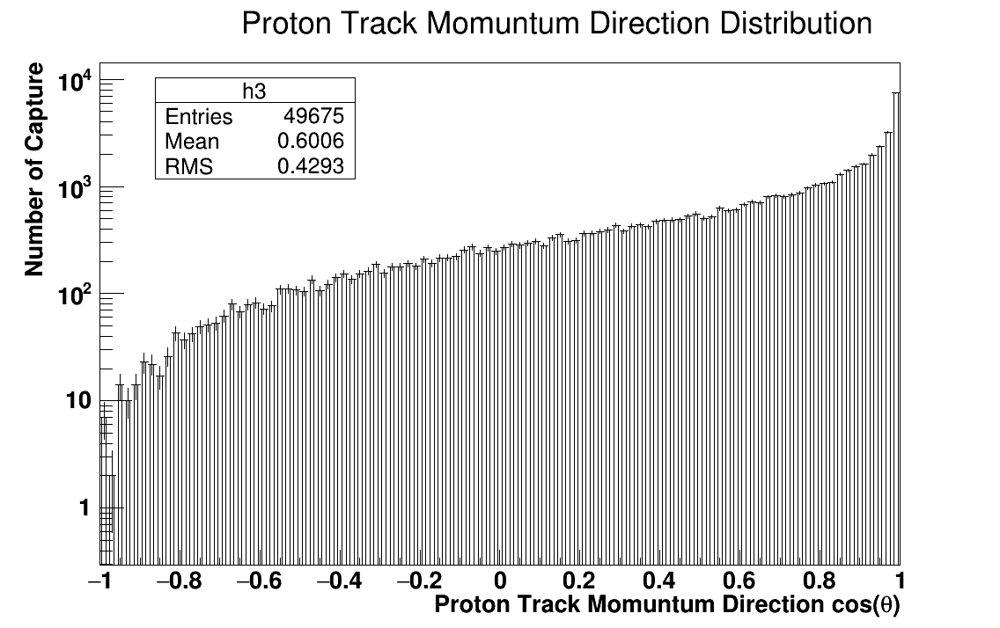 Proton Track Momuntum Direction Distribution
Number of Capture
h3
Entries 49675
Mean 0.6006
RMS 0.4293
10⁴
10³
10²
10
1
−1 −0.8 −0.6 −0.4 −0.2 0 0.2 0.4 0.6 0.8 1
Proton Track Momuntum Direction cos(θ)